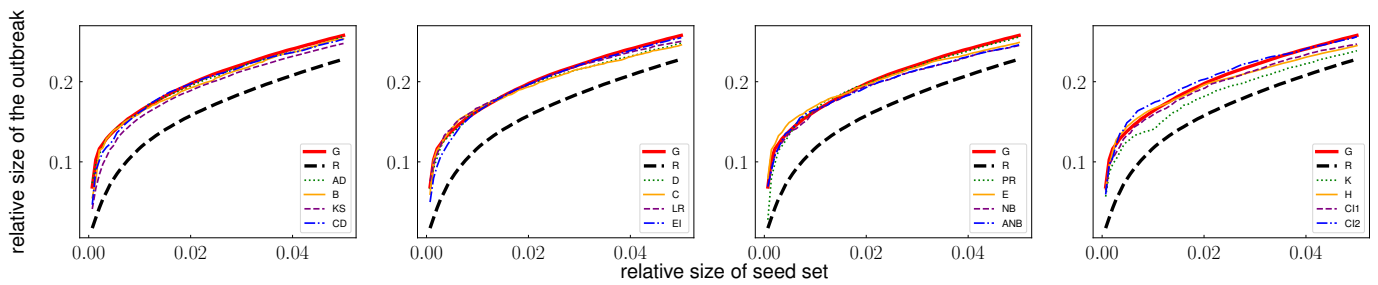 relative size of the outbreak
0.2
0.1
0.00 0.02 0.04
G
R
AD
B
KS
CD
0.2
0.1
0.00 0.02 0.04
G
R
D
C
LR
EI
0.2
0.1
0.00 0.02 0.04
G
R
PR
E
NB
ANB
0.2
0.1
0.00 0.02 0.04
G
R
K
H
CI1
CI2
relative size of seed set